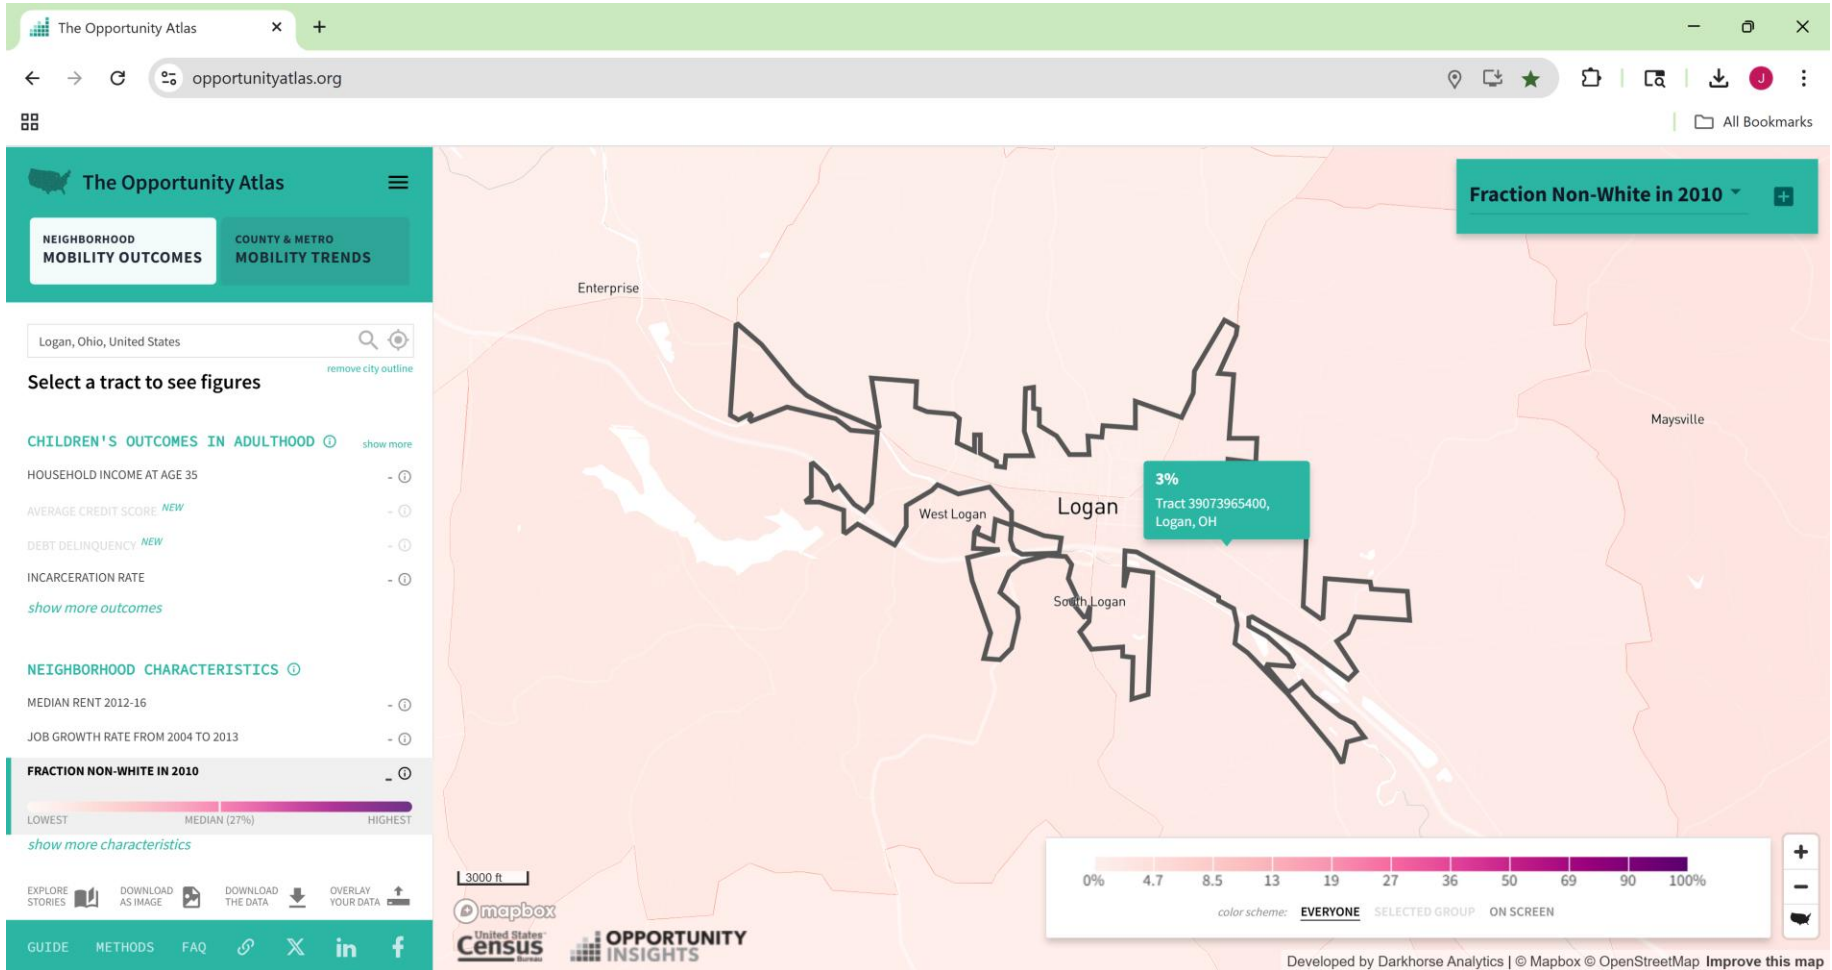 The Opportunity Atlas
opportunityatlas.org
J
All Bookmarks
The Opportunity Atlas
NEIGHBORHOOD
MOBILITY OUTCOMES
COUNTY & METRO
MOBILITY TRENDS
Logan, Ohio, United States
remove city outline
Select a tract to see figures
CHILDREN'S OUTCOMES IN ADULTHOOD
show more
HOUSEHOLD INCOME AT AGE 35 -
AVERAGE CREDIT SCORE NEW -
DEBT DELINQUENCY NEW -
INCARCERATION RATE -
show more outcomes
NEIGHBORHOOD CHARACTERISTICS
MEDIAN RENT 2012-16 -
JOB GROWTH RATE FROM 2004 TO 2013 -
FRACTION NON-WHITE IN 2010 -
LOWEST MEDIAN (27%) HIGHEST
show more characteristics
EXPLORE STORIES
DOWNLOAD AS IMAGE
DOWNLOAD THE DATA
OVERLAY YOUR DATA
GUIDE METHODS FAQ X in f
Fraction Non-White in 2010
Enterprise
Maysville
3%
Tract 39073965400,
Logan, OH
Logan
West Logan
South Logan
3000 ft
mapbox
United States
Census
Bureau
OPPORTUNITY
INSIGHTS
0% 4.7 8.5 13 19 27 36 50 69 90 100%
color scheme: EVERYONE SELECTED GROUP ON SCREEN
Developed by Darkhorse Analytics | © Mapbox © OpenStreetMap Improve this map